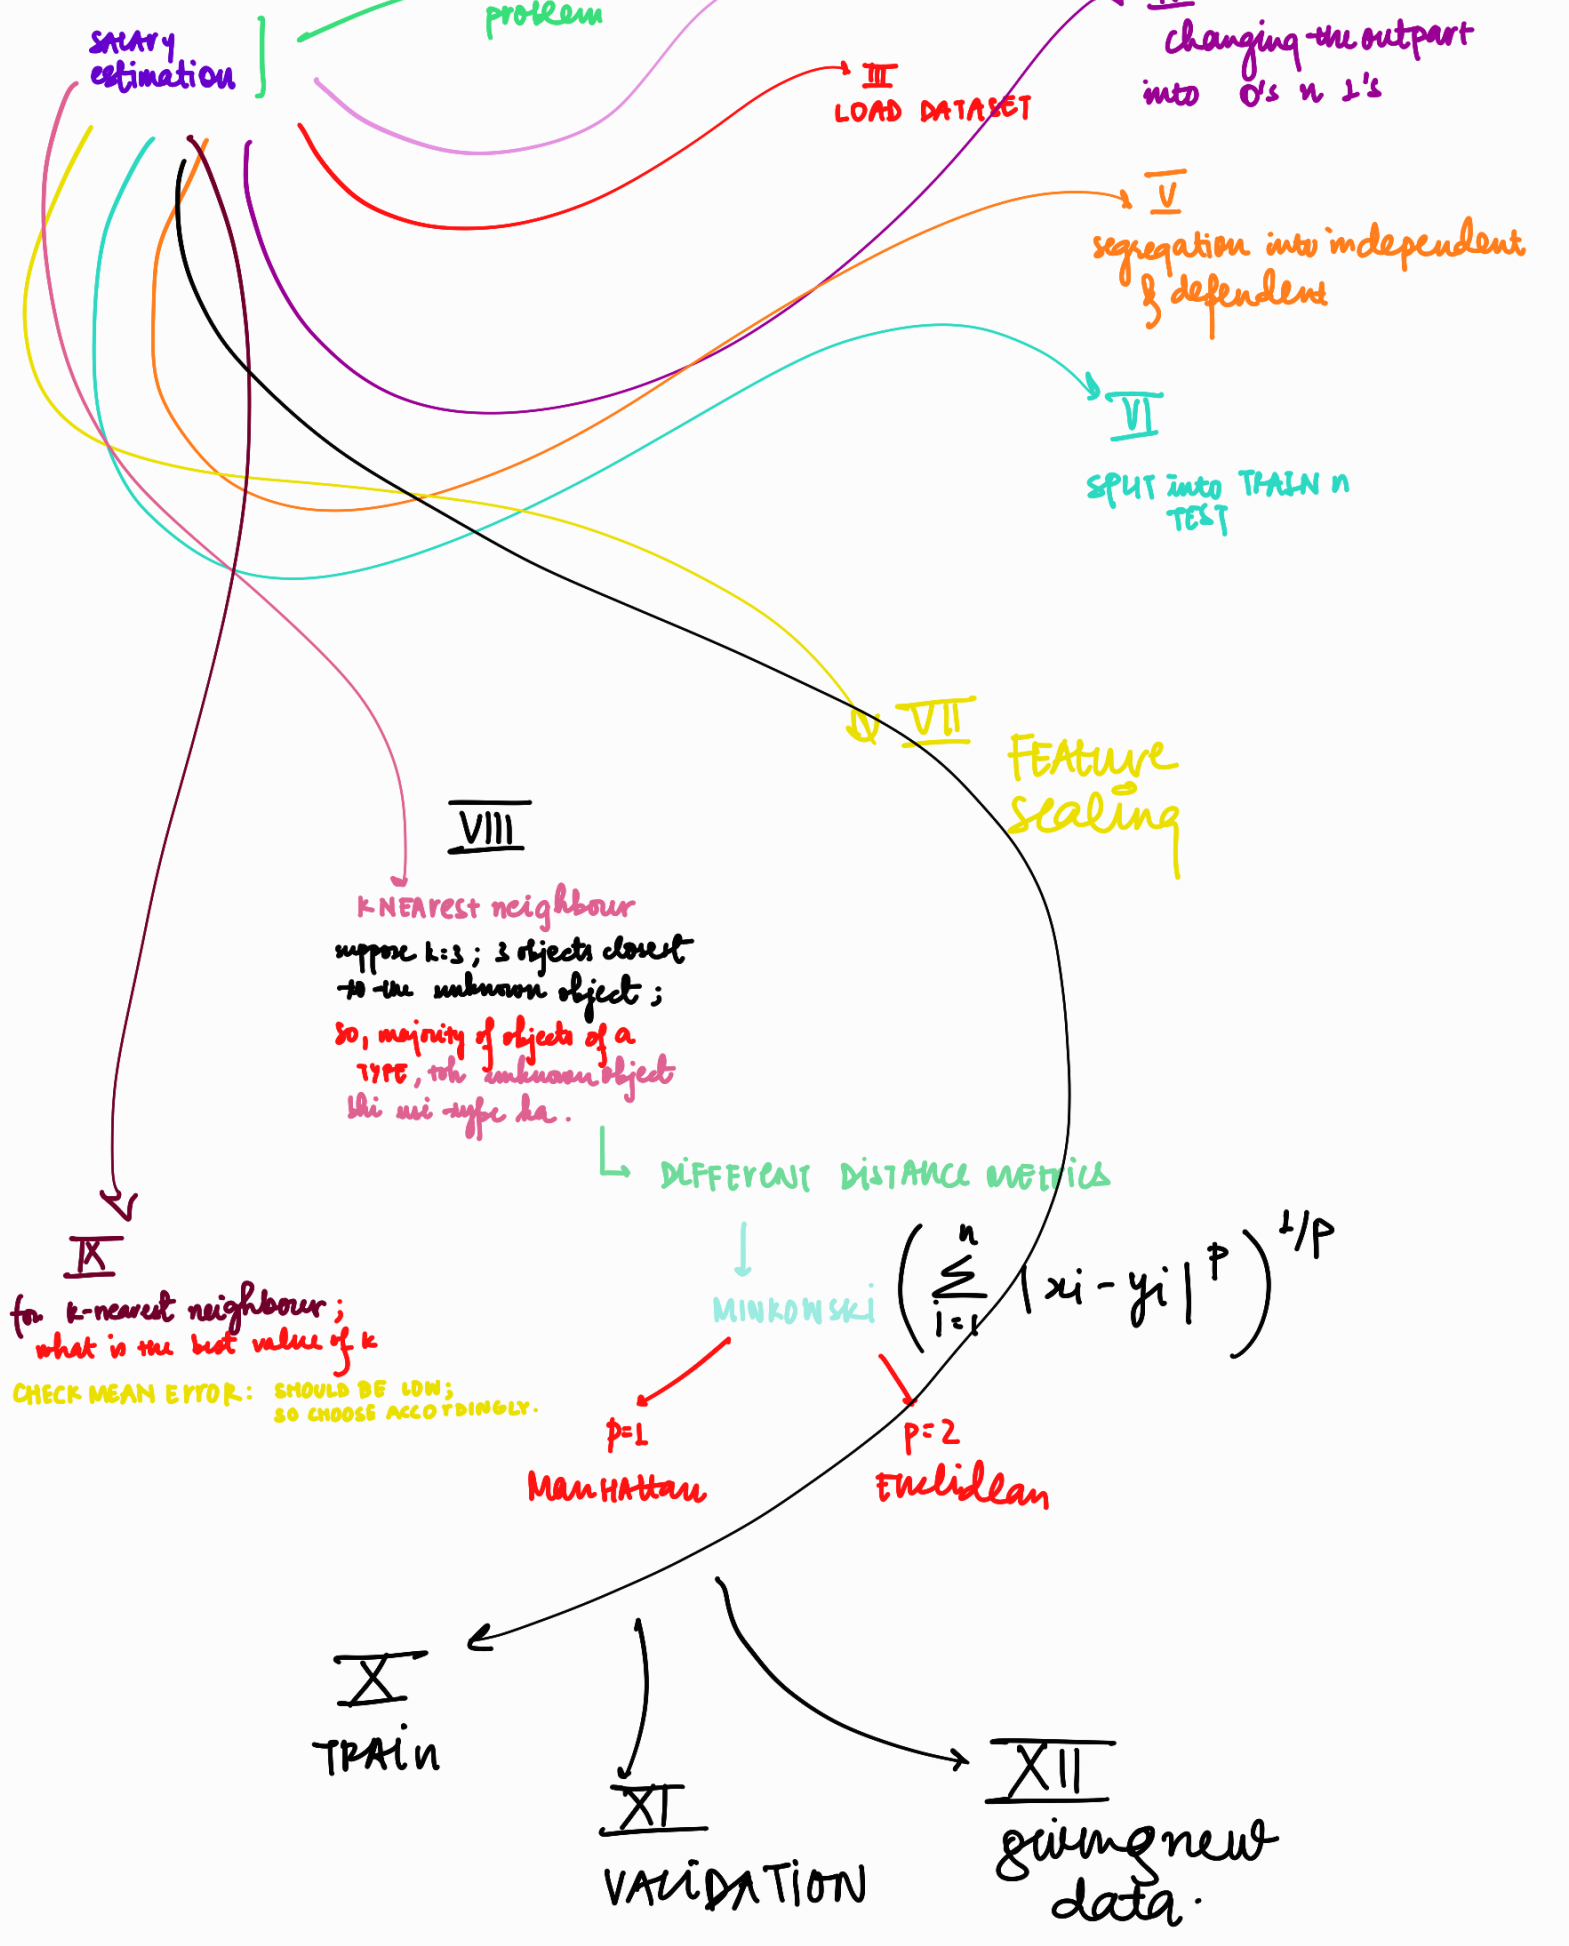 problem
SALARY
estimation
changing the outpart
into 0's n 1's
III
LOAD DATASET
V
segregation into independent
& dependent
VI
SPLIT into TRAIN n
TEST
VII
FEAture
scaling
VIII
K NEArest neighbour
suppose k=3; 3 objects closest
to the unknown object;
so, majority of objects of a
TYPE, toh unknown object
bhi usi type ka.
DiFFErENT DiSTANCE mETrics
MINKOWSKi (∑ i=1 n |xi - yi|^p)^1/p
IX
for k-nearest neighbour;
what is the best value of k
CHECK MEAN ERROR: SHOULD BE LOW;
SO CHOOSE ACCORDINGLY.
p=1
ManHAttan
p=2
Euclidean
X
TRAin
XI
VALiDATiON
XII
giving new
data.